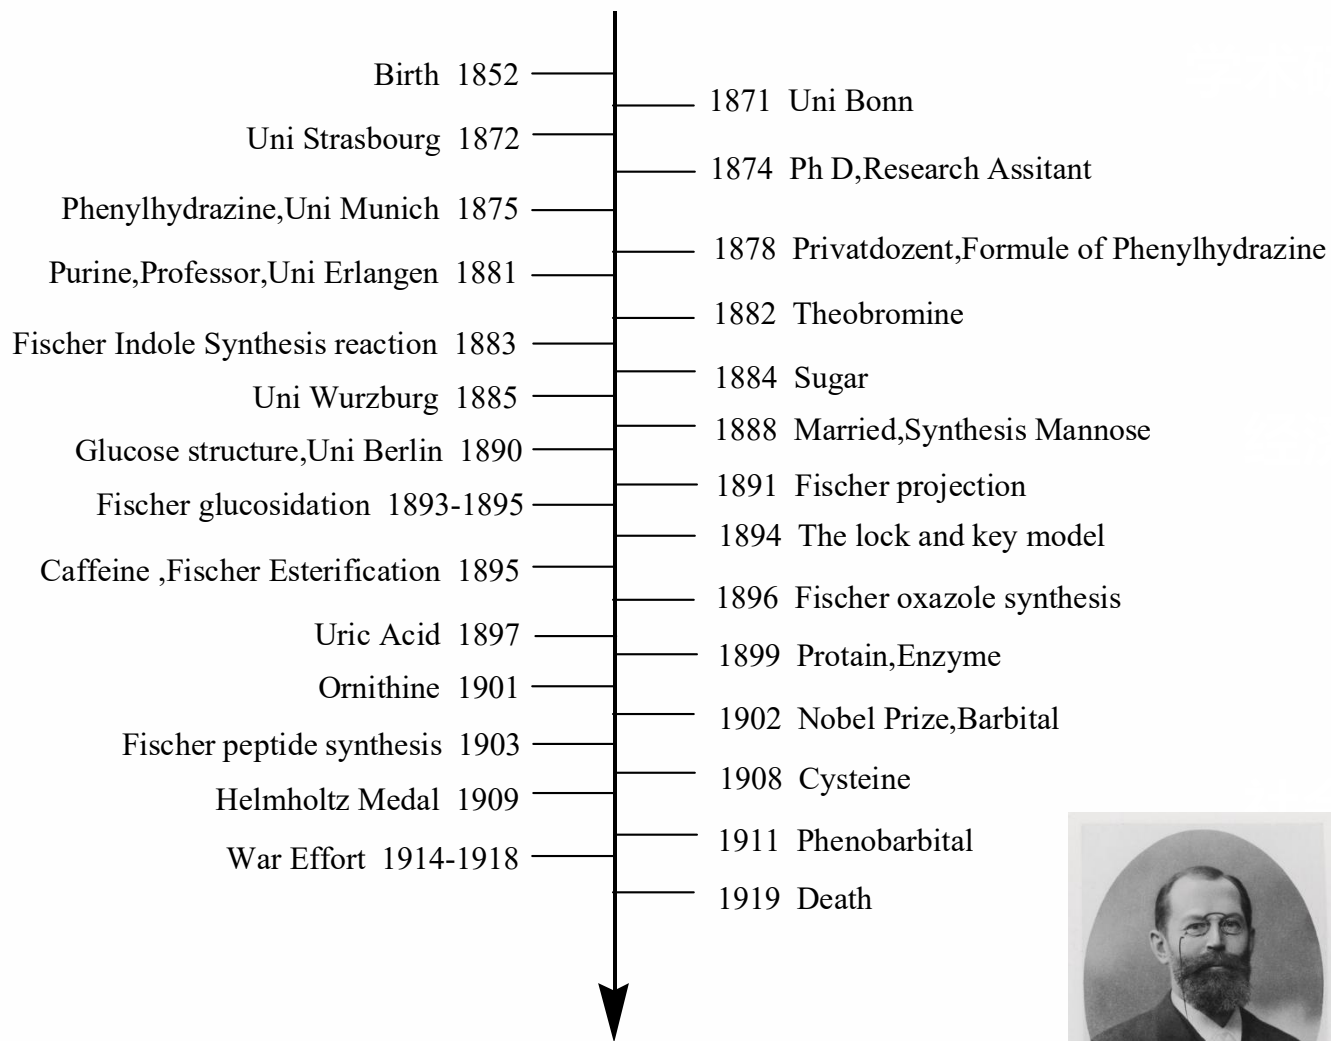 Birth 1852
1871 Uni Bonn
Uni Strasbourg 1872
1874 Ph D,Research Assitant
Phenylhydrazine,Uni Munich 1875
1878 Privatdozent,Formule of Phenylhydrazine
Purine,Professor,Uni Erlangen 1881
1882 Theobromine
Fischer Indole Synthesis reaction 1883
1884 Sugar
Uni Wurzburg 1885
1888 Married,Synthesis Mannose
Glucose structure,Uni Berlin 1890
1891 Fischer projection
Fischer glucosidation 1893-1895
1894 The lock and key model
Caffeine ,Fischer Esterification 1895
1896 Fischer oxazole synthesis
Uric Acid 1897
1899 Protain,Enzyme
Ornithine 1901
1902 Nobel Prize,Barbital
Fischer peptide synthesis 1903
1908 Cysteine
Helmholtz Medal 1909
1911 Phenobarbital
War Effort 1914-1918
1919 Death